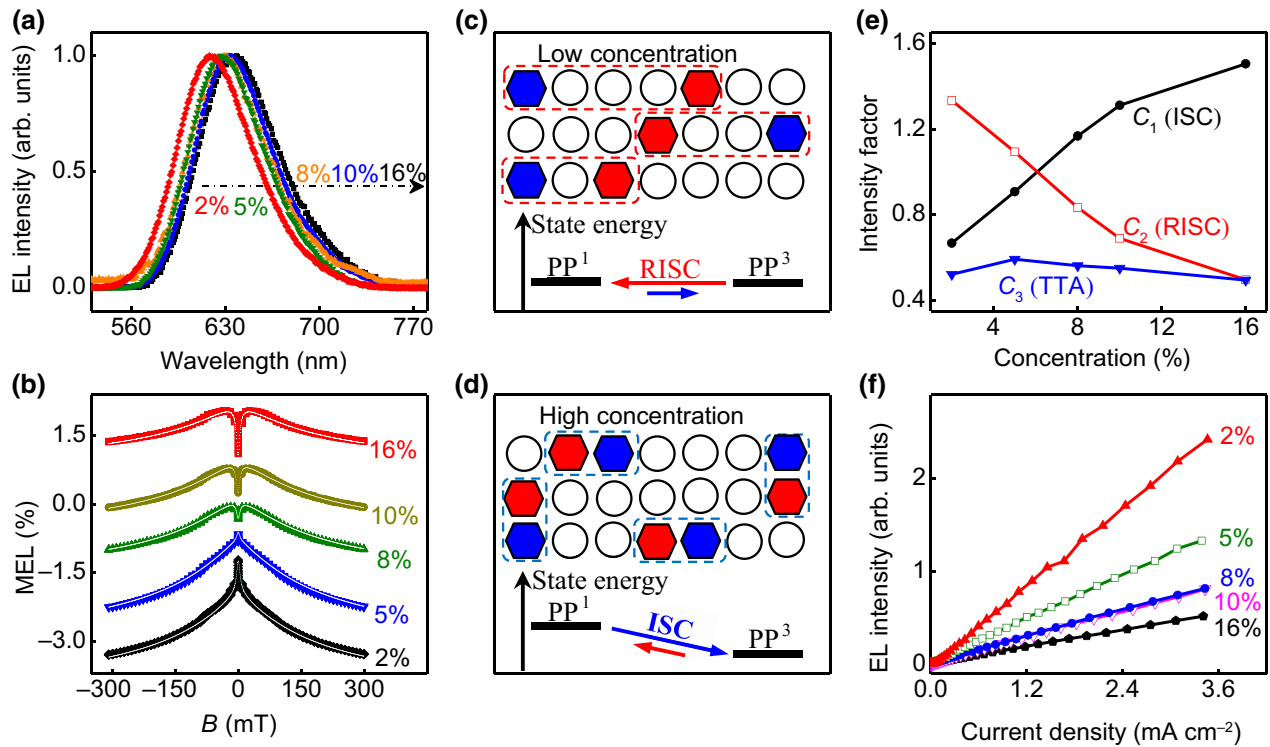 (a)
EL intensity (arb. units)
1.0
0.5
0.0
8% 10% 16%
2% 5%
560 630 700 770
Wavelength (nm)
(b)
MEL (%)
1.5
0.0
−1.5
−3.0
16%
10%
8%
5%
2%
−300 −150 0 150 300
B (mT)
(c)
Low concentration
State energy
PP1 RISC PP3
(d)
High concentration
State energy
PP1 ISC PP3
(e)
Intensity factor
1.6
1.2
0.8
0.4
C1 (ISC)
C2 (RISC)
C3 (TTA)
4 8 12 16
Concentration (%)
(f)
EL intensity (arb. units)
2
1
0
2%
5%
8%
10%
16%
0.0 1.2 2.4 3.6
Current density (mA cm–2)